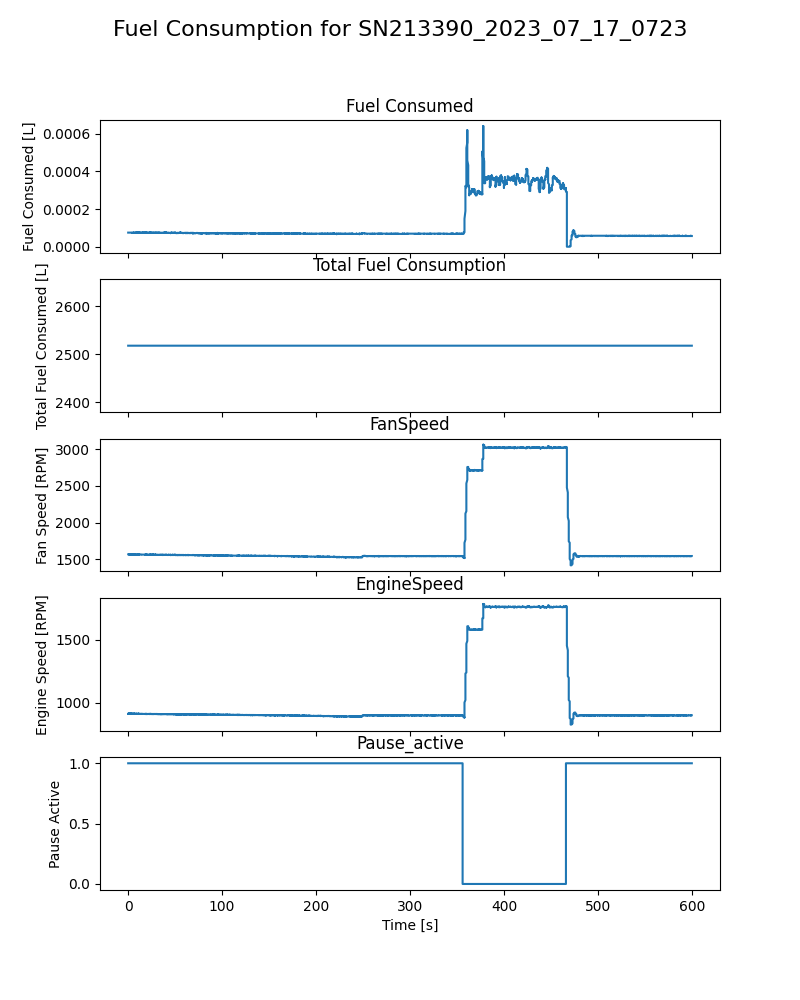 Fuel Consumption for SN213390_2023_07_17_0723
Fuel Consumed
Fuel Consumed [L]
0.0006
0.0004
0.0002
0.0000
Total Fuel Consumption
Total Fuel Consumed [L]
2600
2500
2400
FanSpeed
Fan Speed [RPM]
3000
2500
2000
1500
EngineSpeed
Engine Speed [RPM]
1500
1000
Pause_active
Pause Active
1.0
0.5
0.0
0 100 200 300 400 500 600
Time [s]